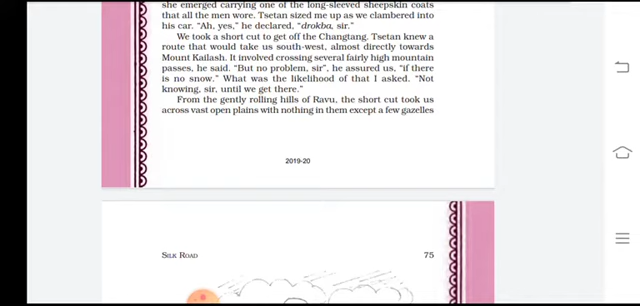 she emerged carrying one of the long-sleeved sheepskin coats
that all the men wore. Tsetan sized me up as we clambered into
his car. “Ah, yes,” he declared, “drokba, sir.”
We took a short cut to get off the Changtang. Tsetan knew a
route that would take us south-west, almost directly towards
Mount Kailash. It involved crossing several fairly high mountain
passes, he said. “But no problem, sir”, he assured us, “if there
is no snow.” What was the likelihood of that I asked. “Not
knowing, sir, until we get there.”
From the gently rolling hills of Ravu, the short cut took us
across vast open plains with nothing in them except a few gazelles
2019-20
SILK ROAD 75